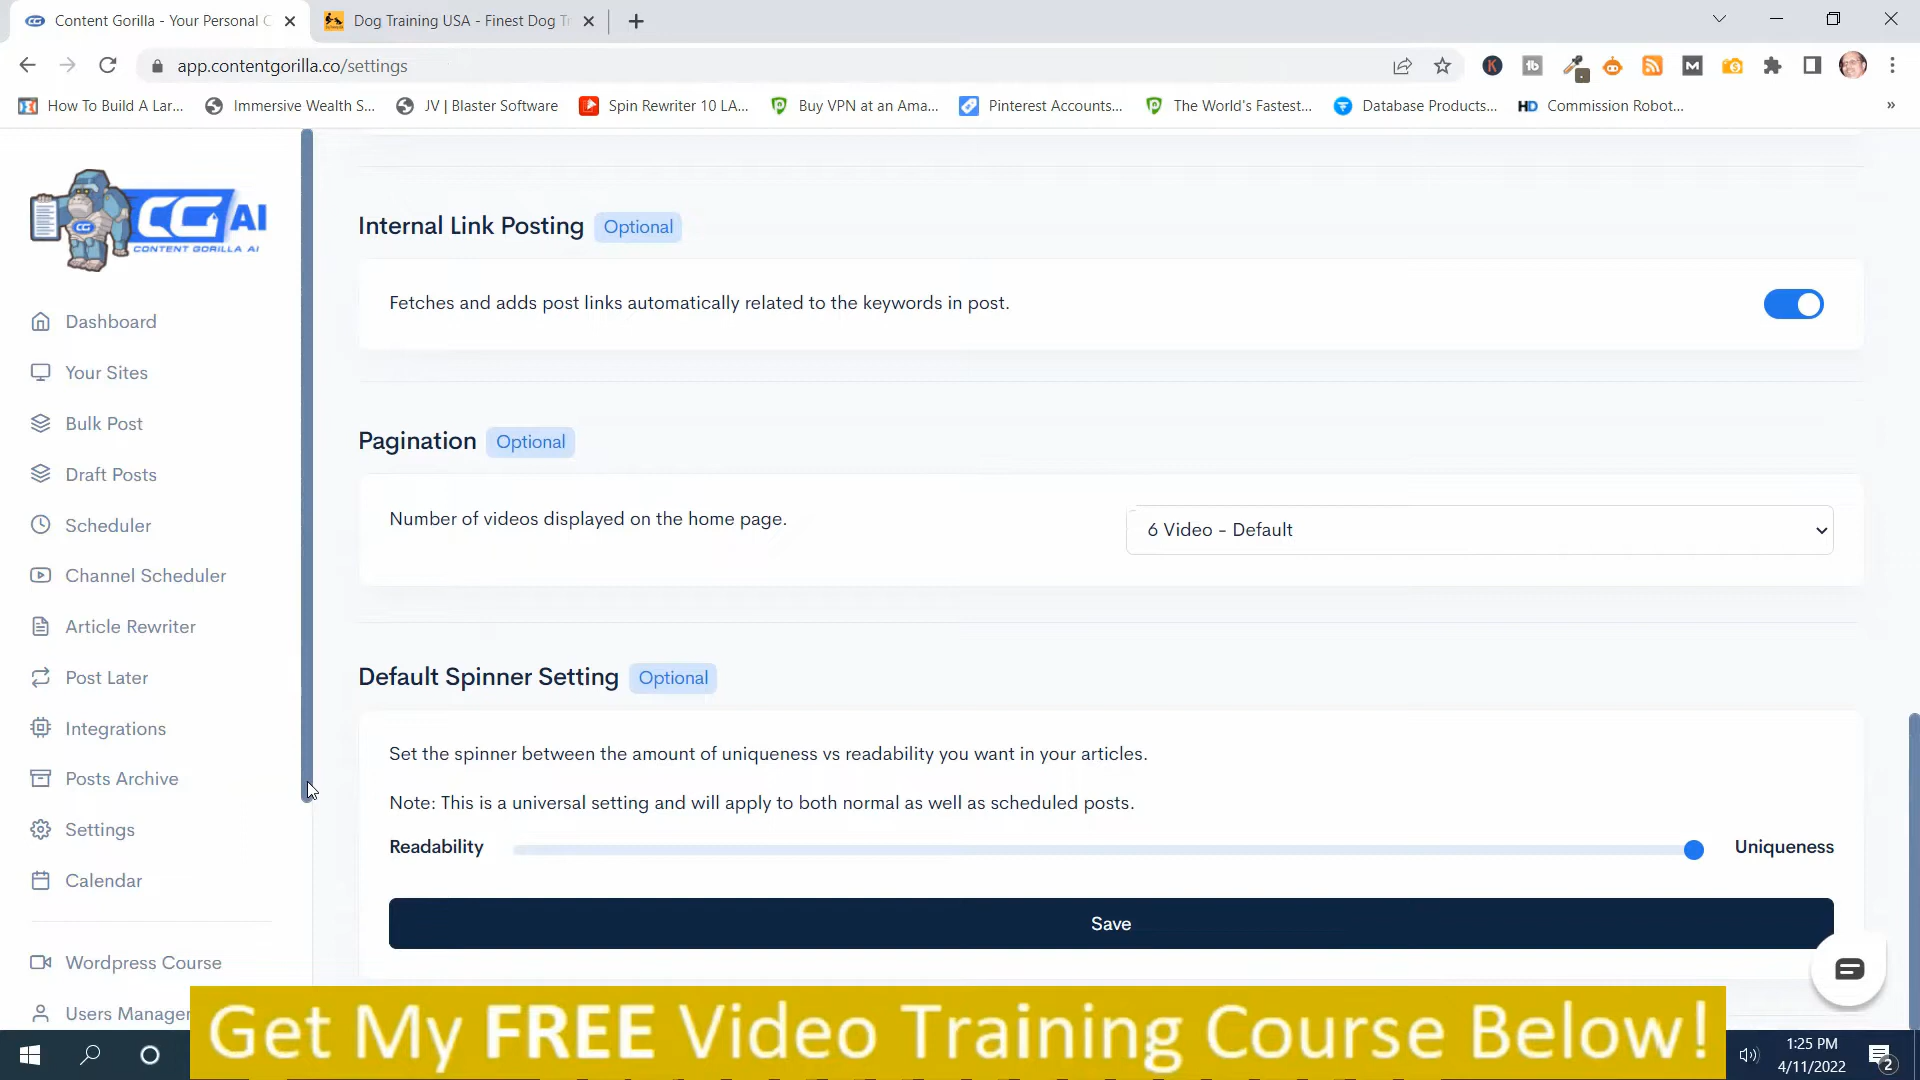 Content Gorilla - Your Personal C
Dog Training USA - Finest Dog Tr
app.contentgorilla.co/settings
How To Build A Lar...
Immersive Wealth S...
JV | Blaster Software
Spin Rewriter 10 LA...
Buy VPN at an Ama...
Pinterest Accounts...
The World's Fastest...
Database Products...
HD Commission Robot...
CG AI
CONTENT GORILLA AI
Dashboard
Your Sites
Bulk Post
Draft Posts
Scheduler
Channel Scheduler
Article Rewriter
Post Later
Integrations
Posts Archive
Settings
Calendar
Wordpress Course
Users Manager
Internal Link Posting Optional
Fetches and adds post links automatically related to the keywords in post.
Pagination Optional
Number of videos displayed on the home page.
6 Video - Default
Default Spinner Setting Optional
Set the spinner between the amount of uniqueness vs readability you want in your articles.
Note: This is a universal setting and will apply to both normal as well as scheduled posts.
Readability Uniqueness
Save
Get My FREE Video Training Course Below!
1:25 PM
4/11/2022
2